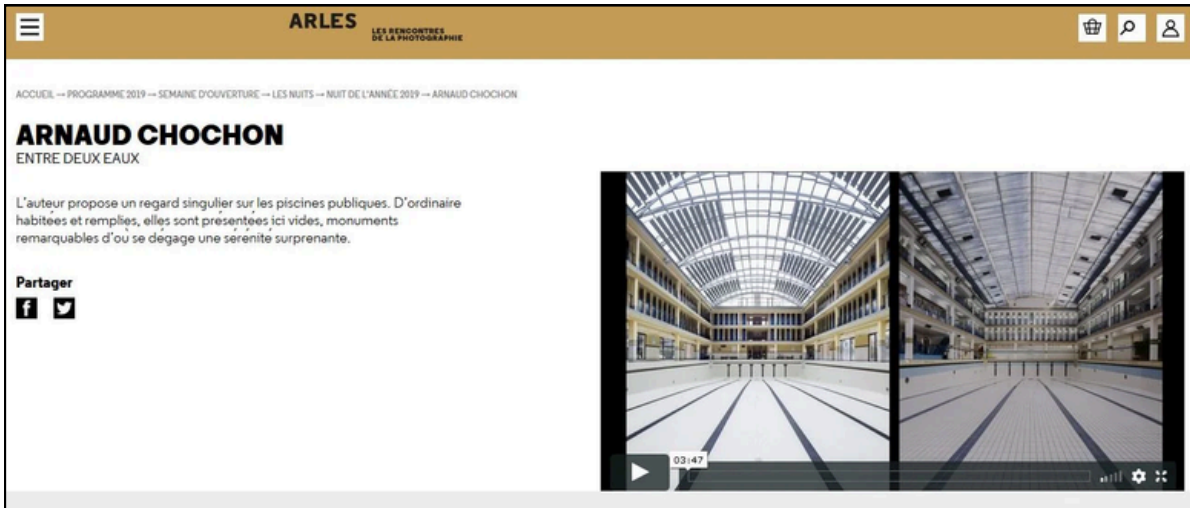 ARLES
LES RENCONTRES
DE LA PHOTOGRAPHIE
ACCUEIL → PROGRAMME 2019 → SEMAINE D'OUVERTURE → LES NUITS → NUIT DE L'ANNÉE 2019 → ARNAUD CHOCHON
ARNAUD CHOCHON
ENTRE DEUX EAUX
L'auteur propose un regard singulier sur les piscines publiques. D'ordinaire
habitées et remplies, elles sont présentées ici vides, monuments
remarquables d'où se dégage une sérénité surprenante.
Partager
03:47